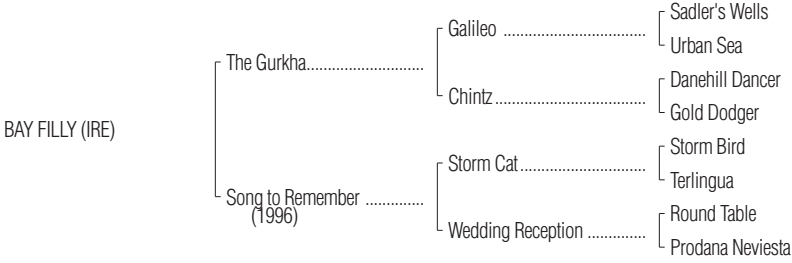 Sadler's Wells
Galileo ..................................
Urban Sea
The Gurkha............................
Danehill Dancer
Chintz....................................
Gold Dodger
BAY FILLY (IRE)
Storm Bird
Storm Cat..............................
Terlingua
Song to Remember ..............
(1996)
Round Table
Wedding Reception ..............
Prodana Neviesta